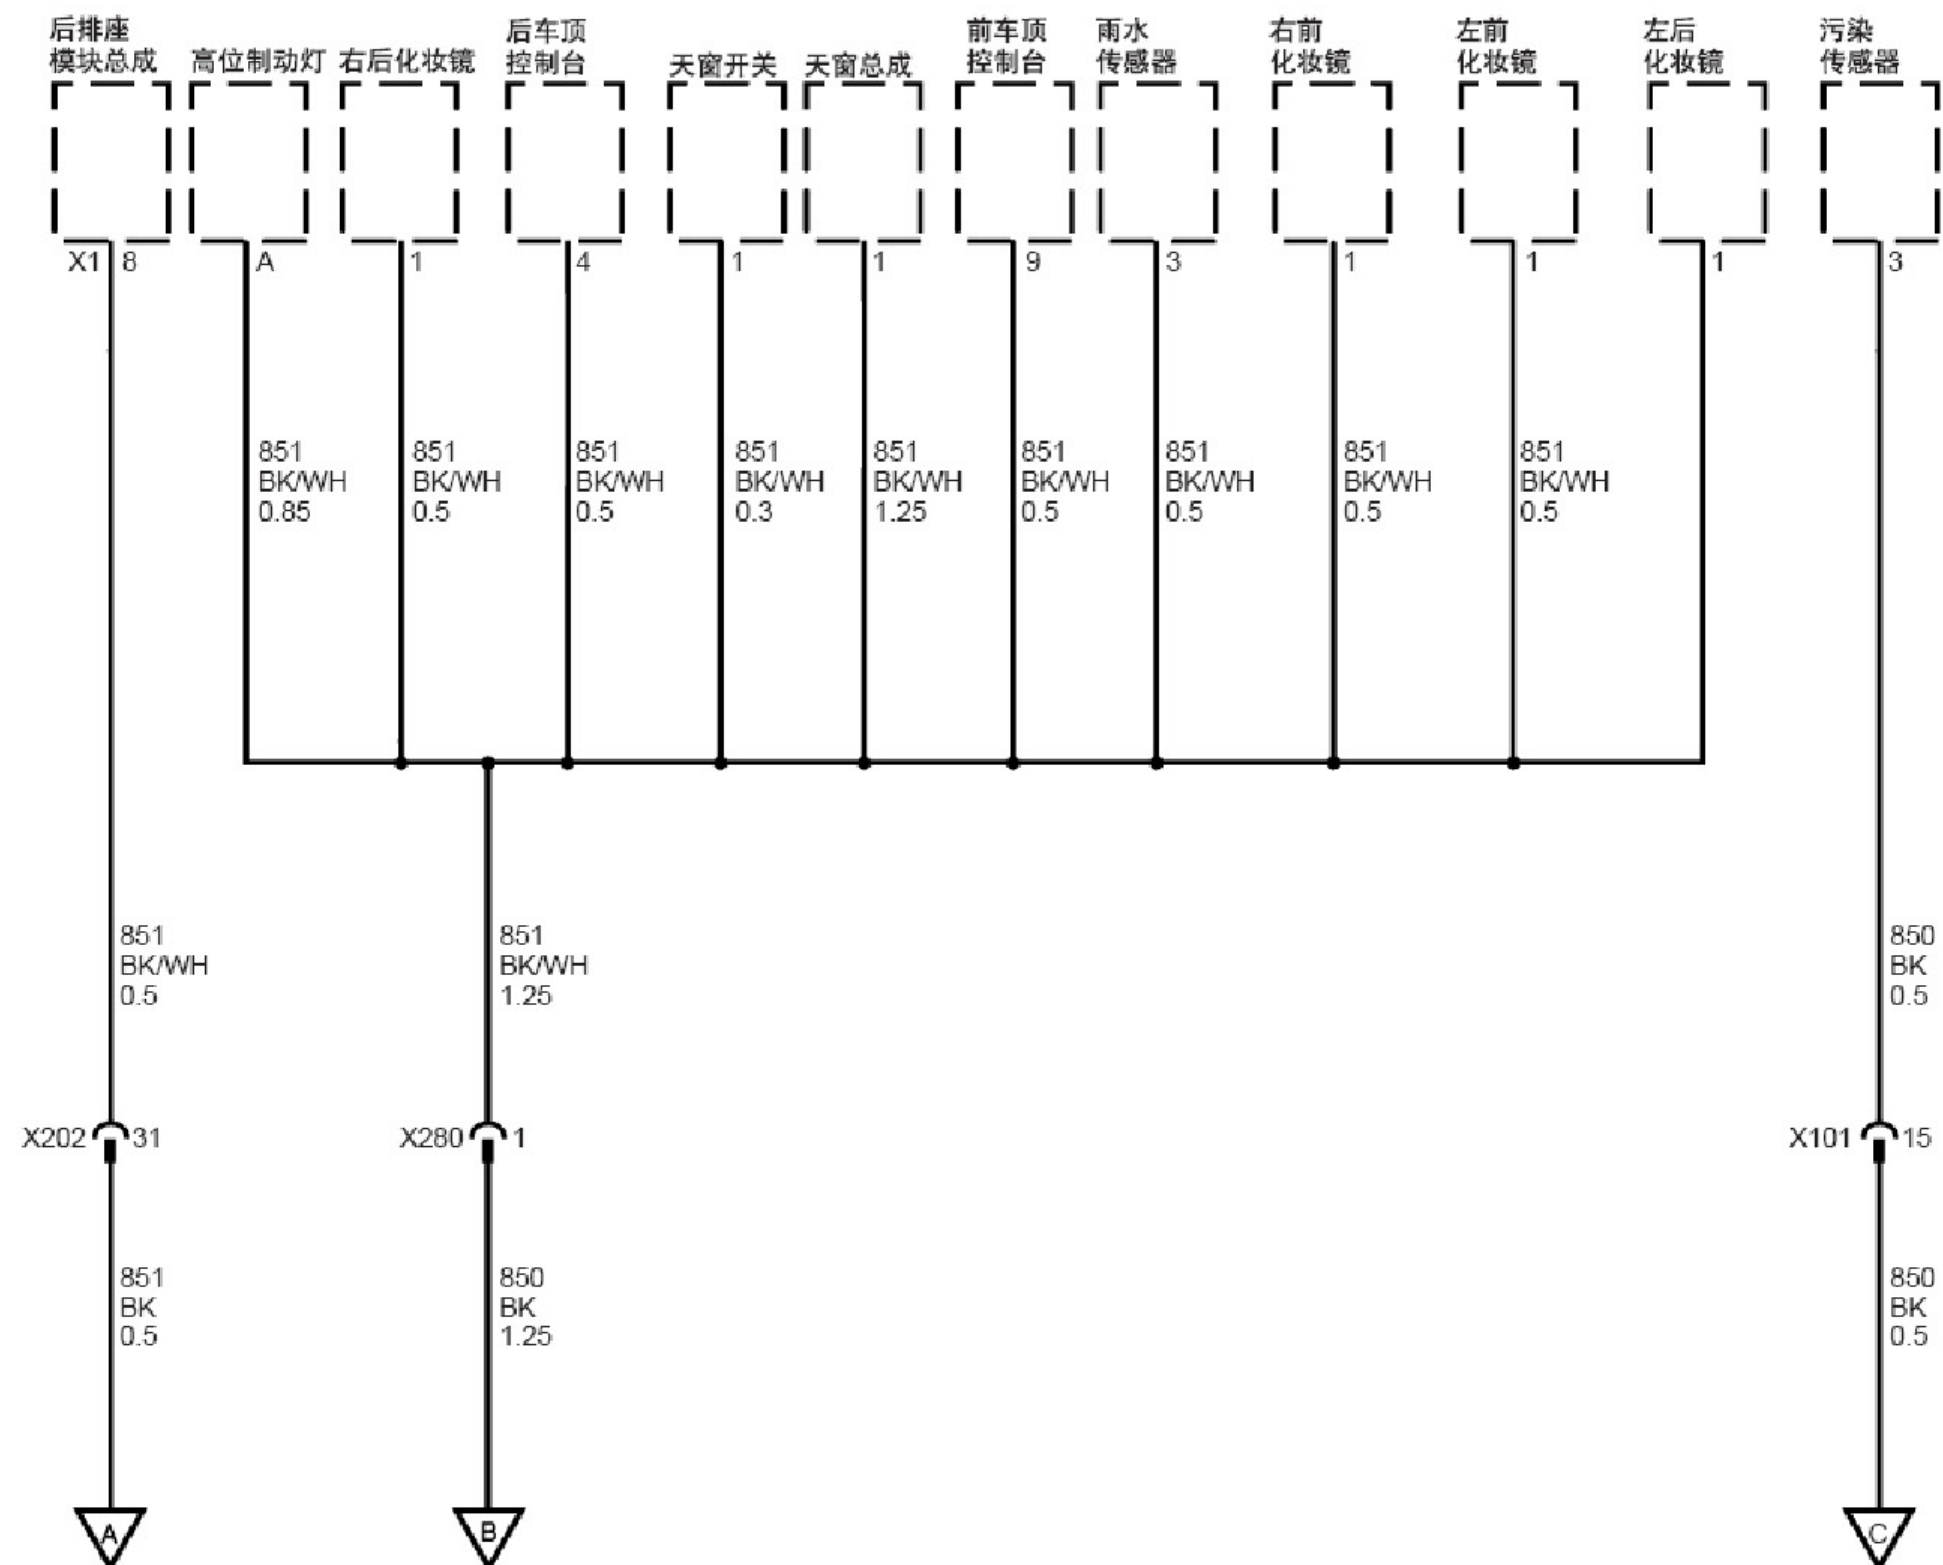 后排座
模块总成
高位制动灯
右后化妆镜
后车顶
控制台
天窗开关
天窗总成
前车顶
控制台
雨水
传感器
右前
化妆镜
左前
化妆镜
左后
化妆镜
污染
传感器
X1 8
A
1
4
1
1
9
3
1
1
1
3
851
BK/WH
0.85
851
BK/WH
0.5
851
BK/WH
0.5
851
BK/WH
0.3
851
BK/WH
1.25
851
BK/WH
0.5
851
BK/WH
0.5
851
BK/WH
0.5
851
BK/WH
0.5
851
BK/WH
0.5
851
BK/WH
1.25
850
BK
0.5
X202 31
X280 1
X101 15
851
BK
0.5
850
BK
1.25
850
BK
0.5
A
B
C